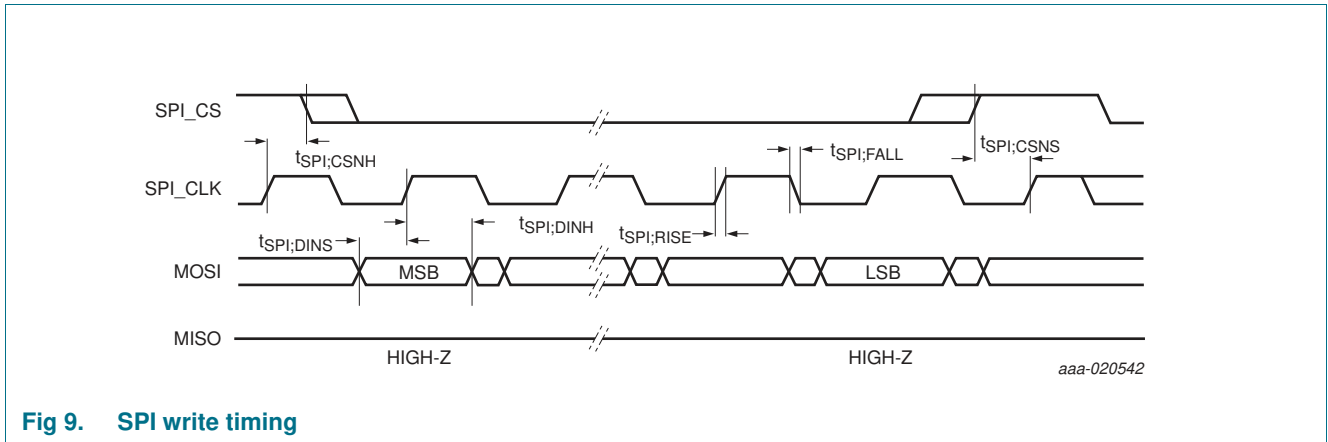 SPI_CS
tSPI;CSNH
tSPI;FALL
tSPI;CSNS
SPI_CLK
tSPI;DINS
tSPI;DINH
tSPI;RISE
MOSI
MSB
LSB
MISO
HIGH-Z
HIGH-Z
aaa-020542
Fig 9. SPI write timing